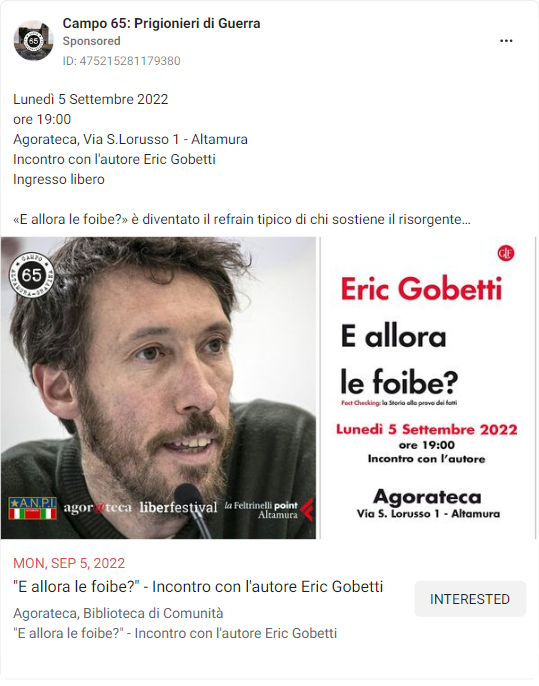 Campo 65: Prigionieri di Guerra
Sponsored
ID: 475215281179380
Lunedì 5 Settembre 2022
ore 19:00
Agorateca, Via S.Lorusso 1 - Altamura
Incontro con l'autore Eric Gobetti
Ingresso libero
«E allora le foibe?» è diventato il refrain tipico di chi sostiene il risorgente…
CAMPO
65
ALTAMURA-GRAVINA
GLF
Eric Gobetti
E allora
le foibe?
Fact Checking: la Storia alla prova dei fatti
Lunedì 5 Settembre 2022
ore 19:00
Incontro con l'autore
Agorateca
Via S. Lorusso 1 - Altamura
A.N.P.I.
agorateca
liberfestival
la Feltrinelli point
Altamura
MON, SEP 5, 2022
"E allora le foibe?" - Incontro con l'autore Eric Gobetti
INTERESTED
Agorateca, Biblioteca di Comunità
"E allora le foibe?" - Incontro con l'autore Eric Gobetti